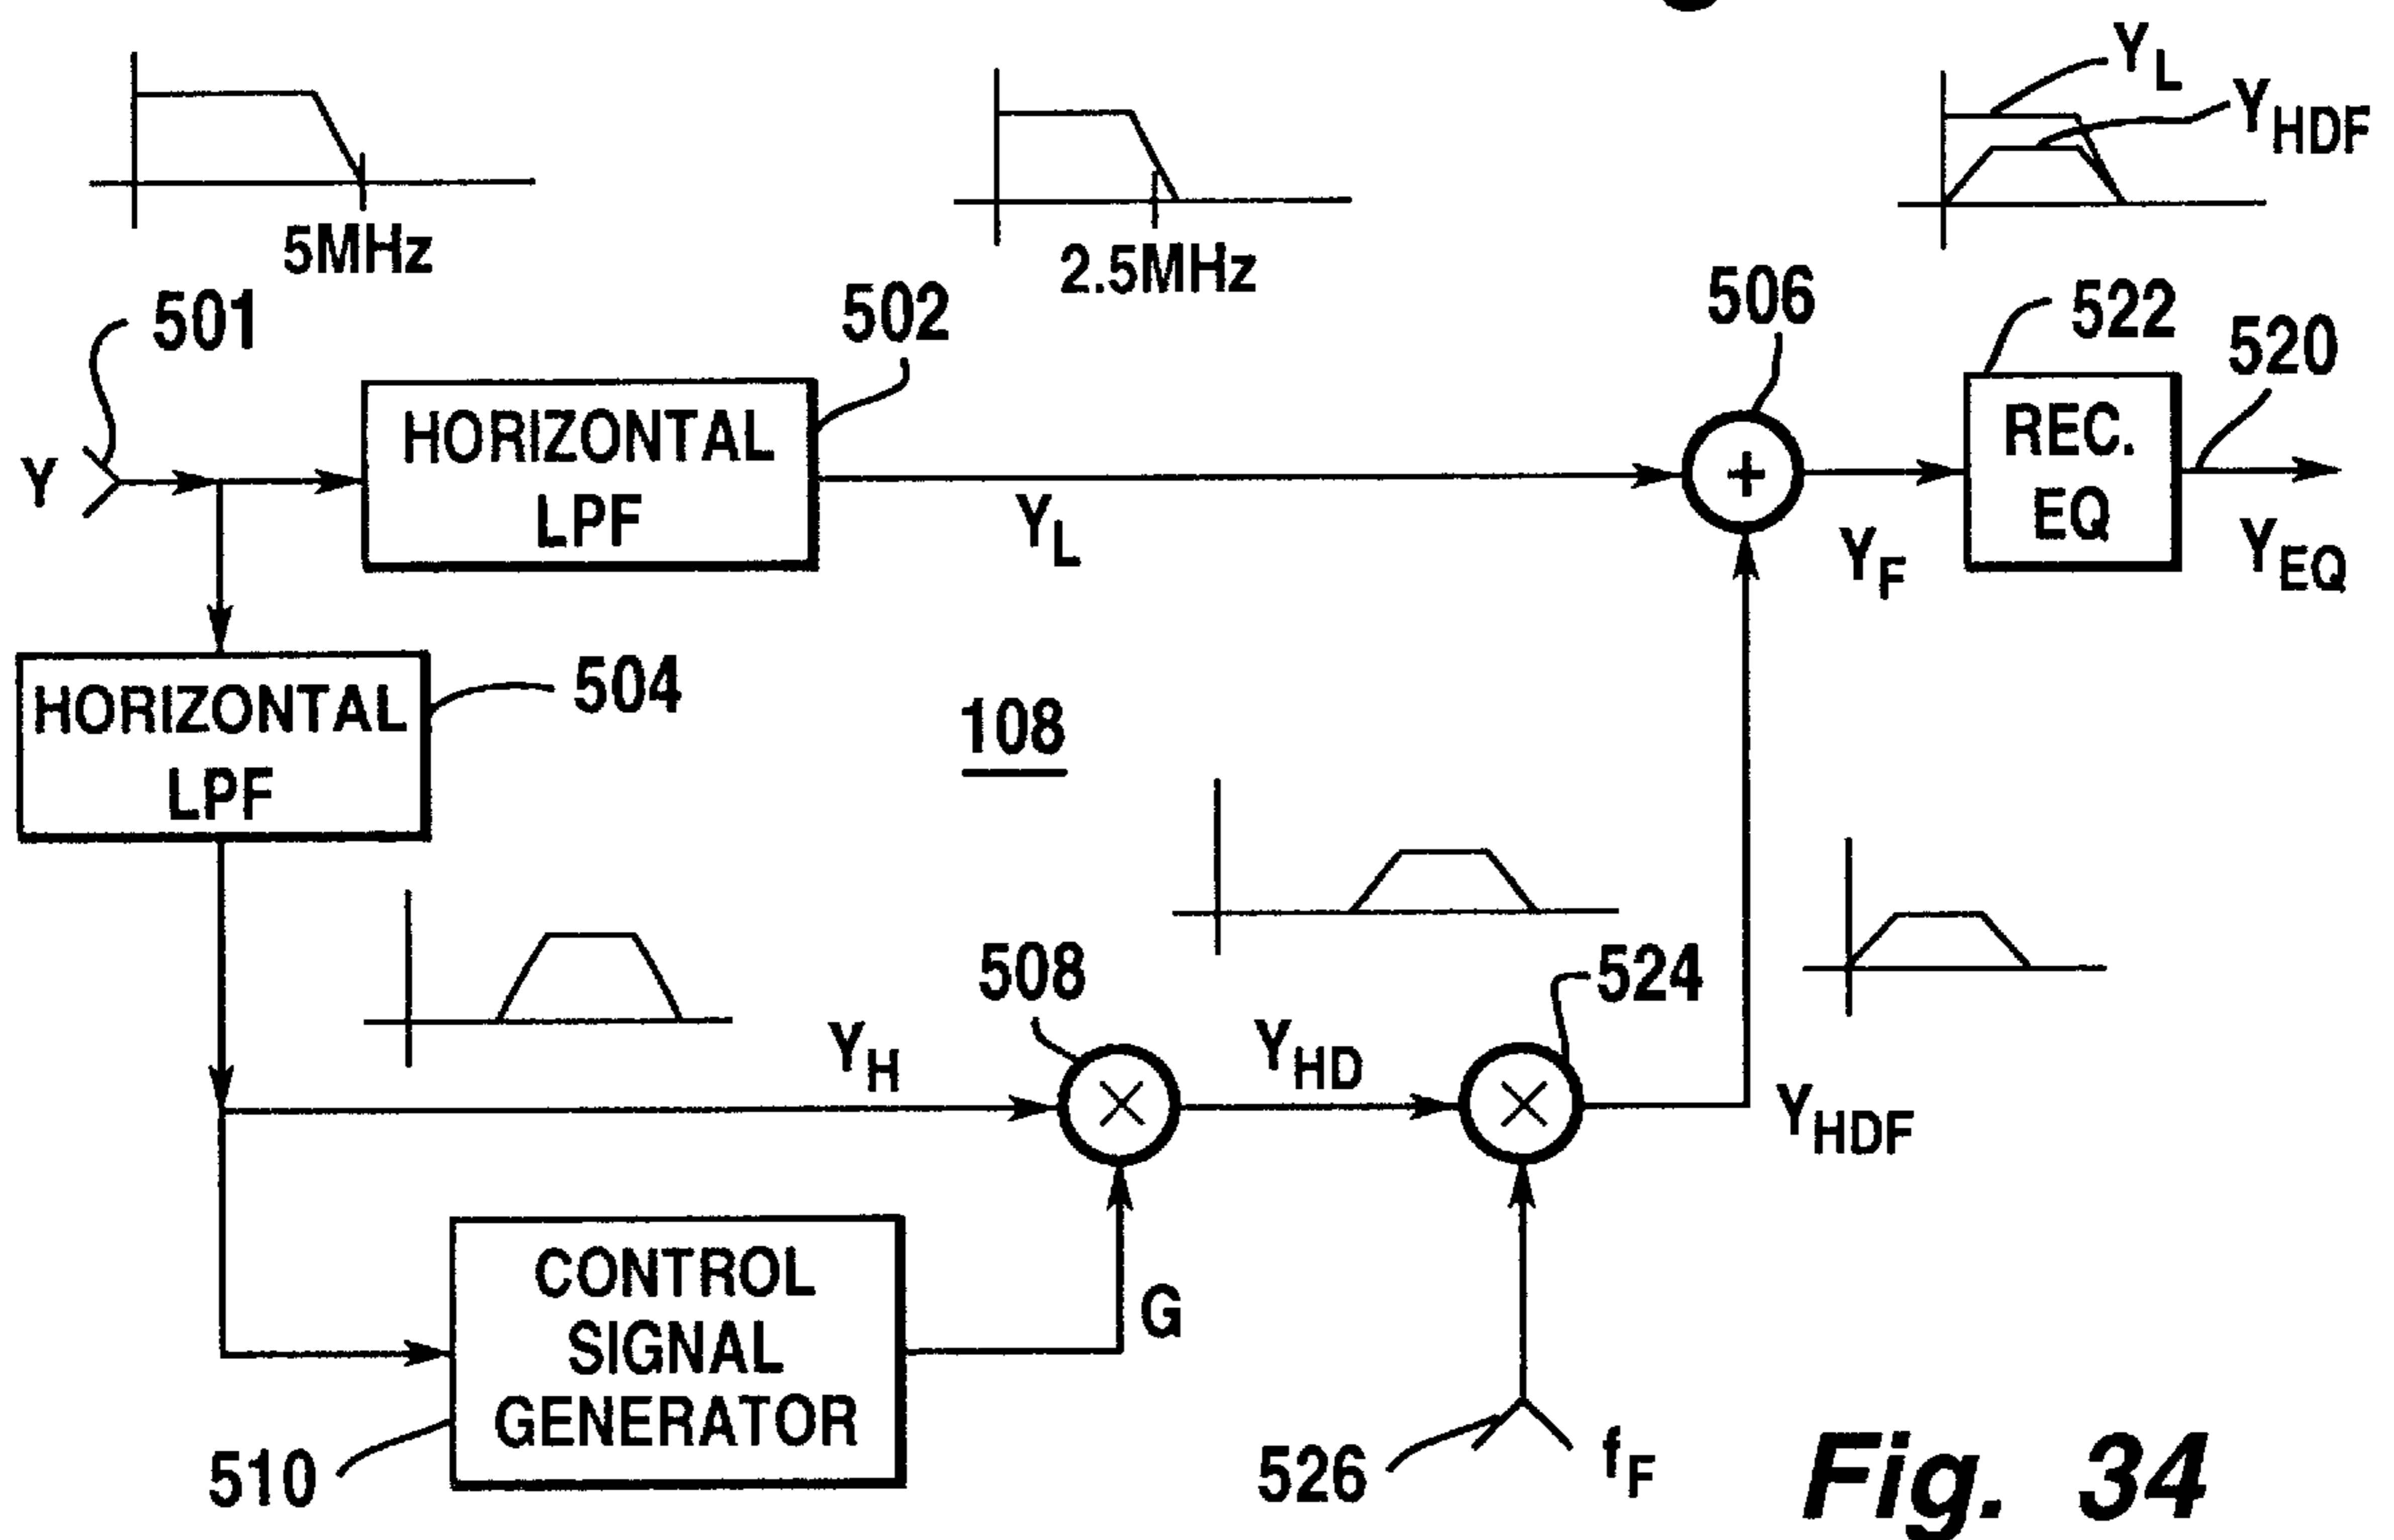 Y_L
Y_HDF
5MHz
2.5MHz
501
502
506
522
520
Y
HORIZONTAL
LPF
Y_L
+
Y_F
REC.
EQ
Y_EQ
HORIZONTAL
LPF
504
108
508
524
Y_H
×
Y_HD
×
Y_HDF
CONTROL
SIGNAL
GENERATOR
G
510
526
f_F
Fig. 34